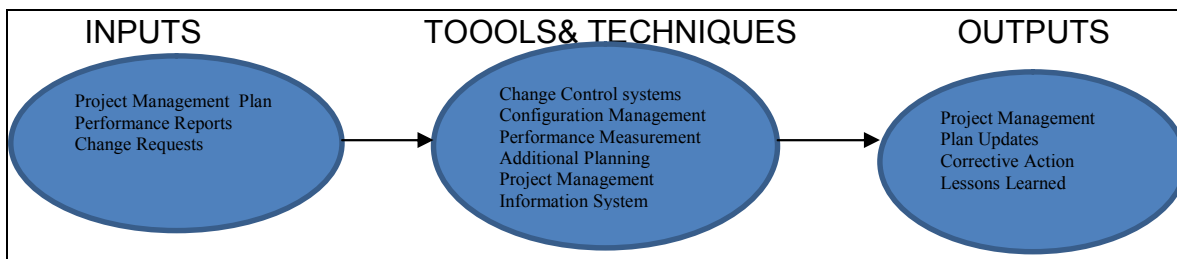 INPUTS
TOOOLS& TECHNIQUES
OUTPUTS
Project Management Plan
Performance Reports
Change Requests
Change Control systems
Configuration Management
Performance Measurement
Additional Planning
Project Management
Information System
Project Management
Plan Updates
Corrective Action
Lessons Learned